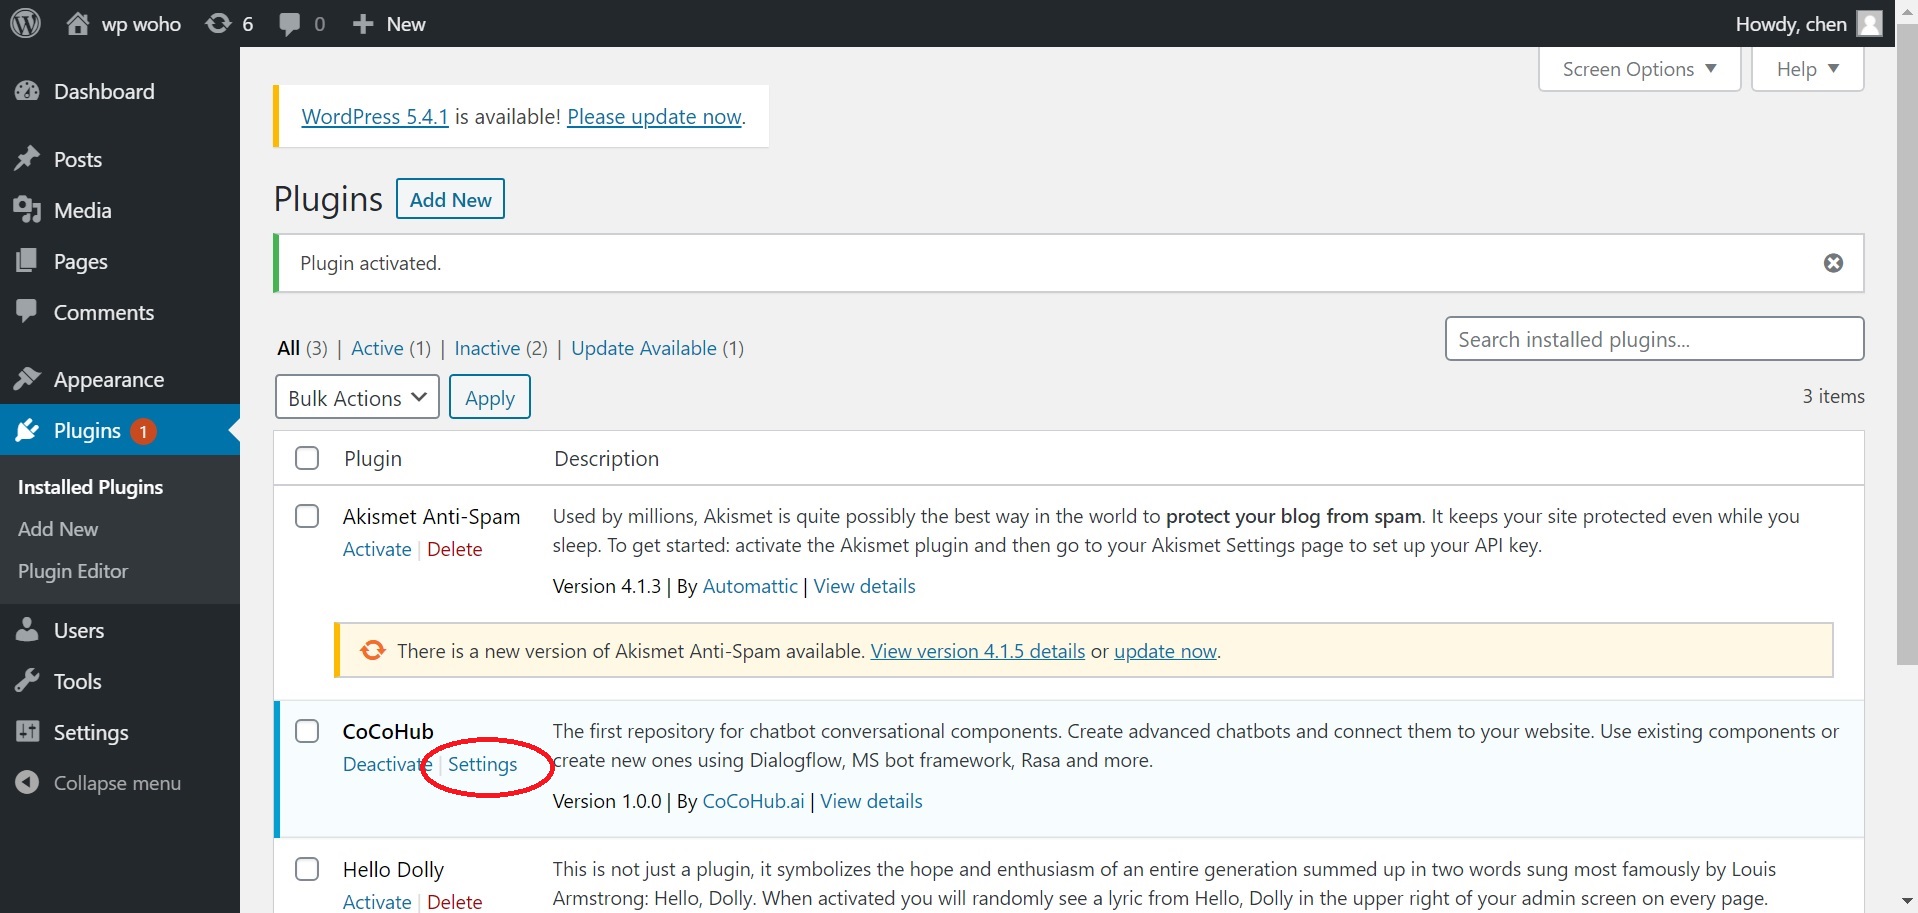 wp woho 6 0 New Howdy, chen
Dashboard
Posts
Media
Pages
Comments
Appearance
Plugins 1
Installed Plugins
Add New
Plugin Editor
Users
Tools
Settings
Collapse menu
Screen Options Help
WordPress 5.4.1 is available! Please update now.
Plugins Add New
Plugin activated.
All (3) | Active (1) | Inactive (2) | Update Available (1)
Search installed plugins...
Bulk Actions Apply
3 items
Plugin Description
Akismet Anti-Spam
Activate | Delete
Used by millions, Akismet is quite possibly the best way in the world to protect your blog from spam. It keeps your site protected even while you
sleep. To get started: activate the Akismet plugin and then go to your Akismet Settings page to set up your API key.
Version 4.1.3 | By Automattic | View details
There is a new version of Akismet Anti-Spam available. View version 4.1.5 details or update now.
CoCoHub
Deactivate | Settings
The first repository for chatbot conversational components. Create advanced chatbots and connect them to your website. Use existing components or
create new ones using Dialogflow, MS bot framework, Rasa and more.
Version 1.0.0 | By CoCoHub.ai | View details
Hello Dolly
Activate | Delete
This is not just a plugin, it symbolizes the hope and enthusiasm of an entire generation summed up in two words sung most famously by Louis
Armstrong: Hello, Dolly. When activated you will randomly see a lyric from Hello, Dolly in the upper right of your admin screen on every page.